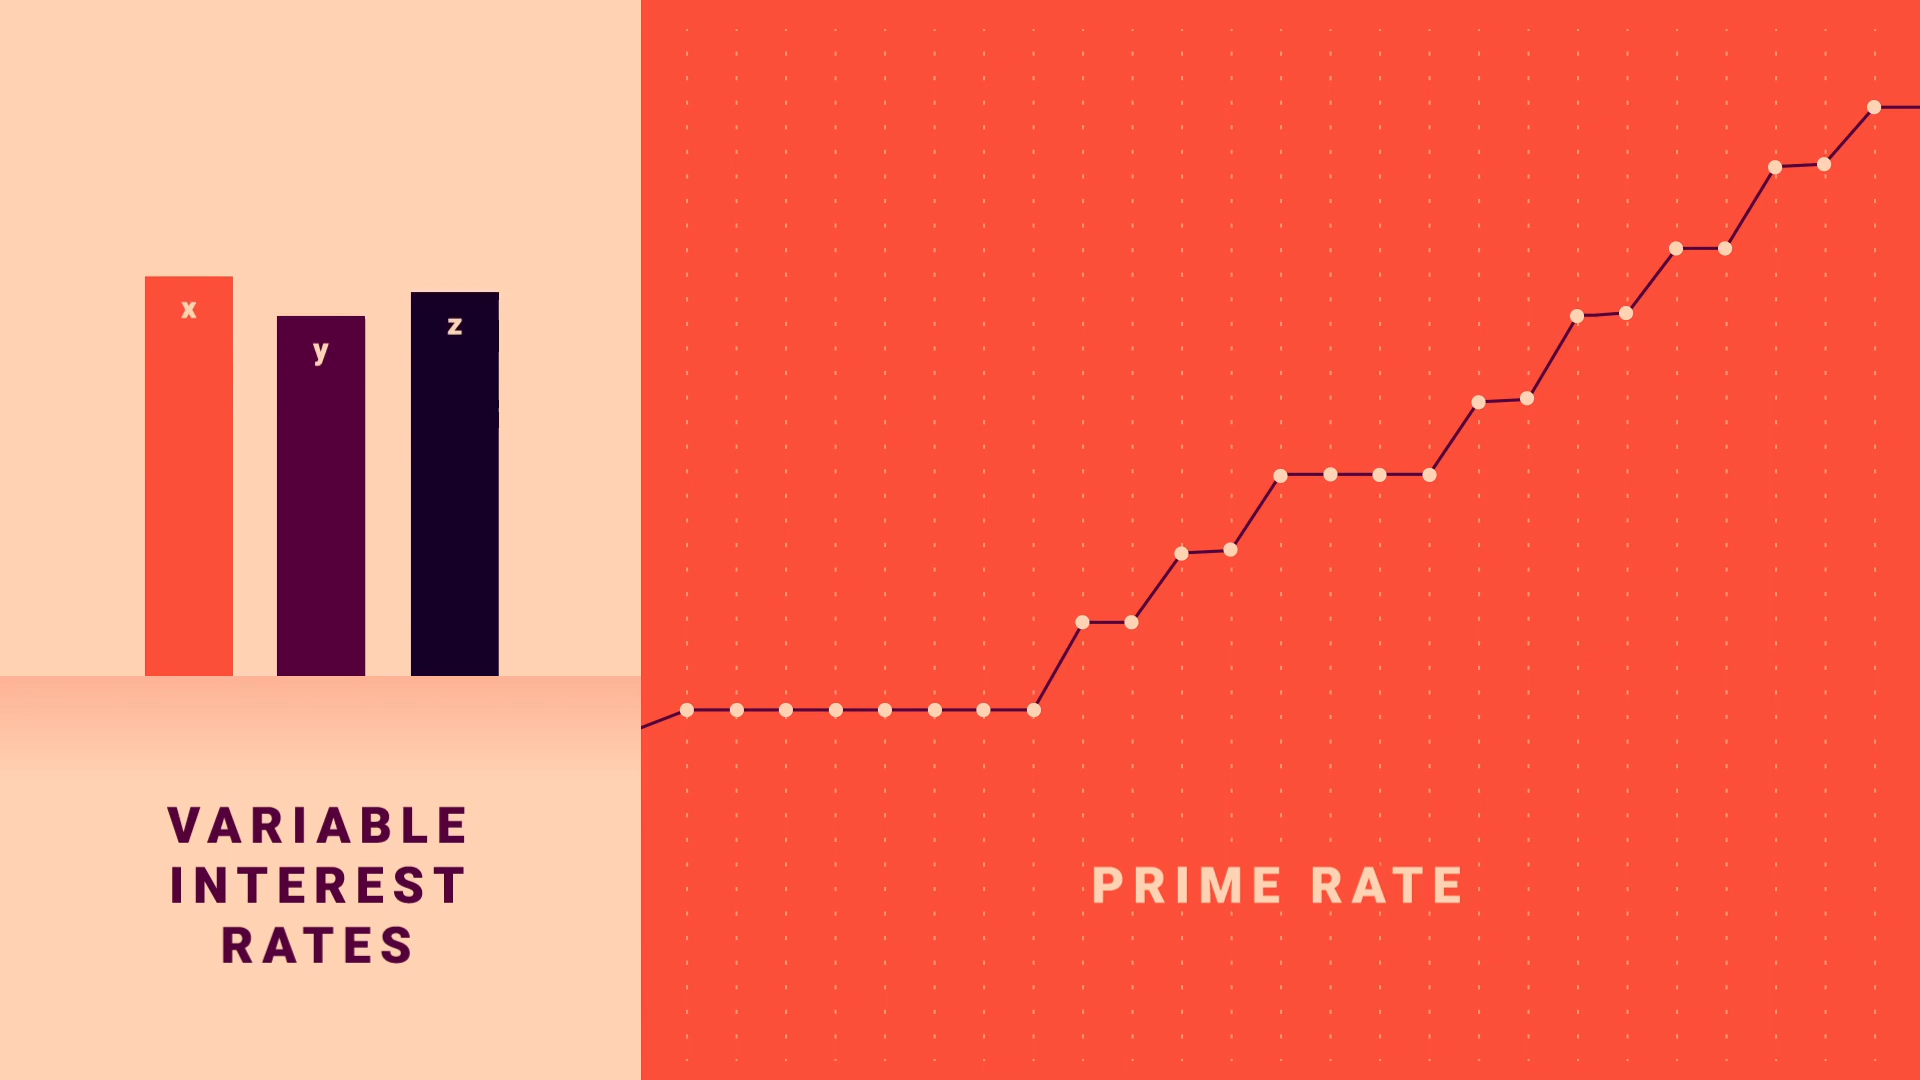 x
y
z
VARIABLE
INTEREST
RATES
PRIME RATE